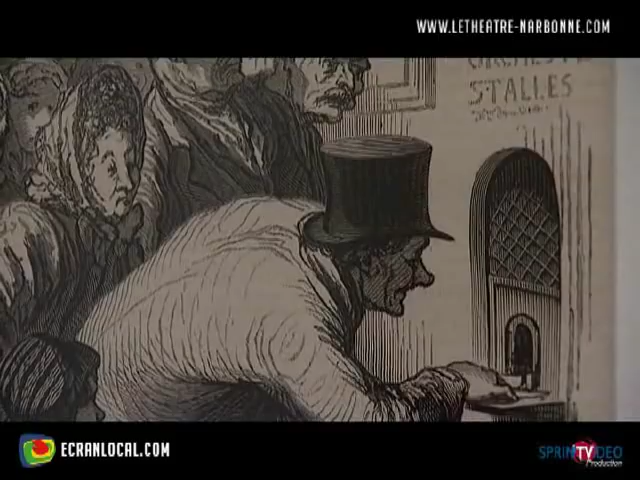 WWW.LETHEATRE-NARBONNE.COM
ORCHESTRE
STALLES
ECRANLOCAL.COM
SPRINTVIDEO
Production